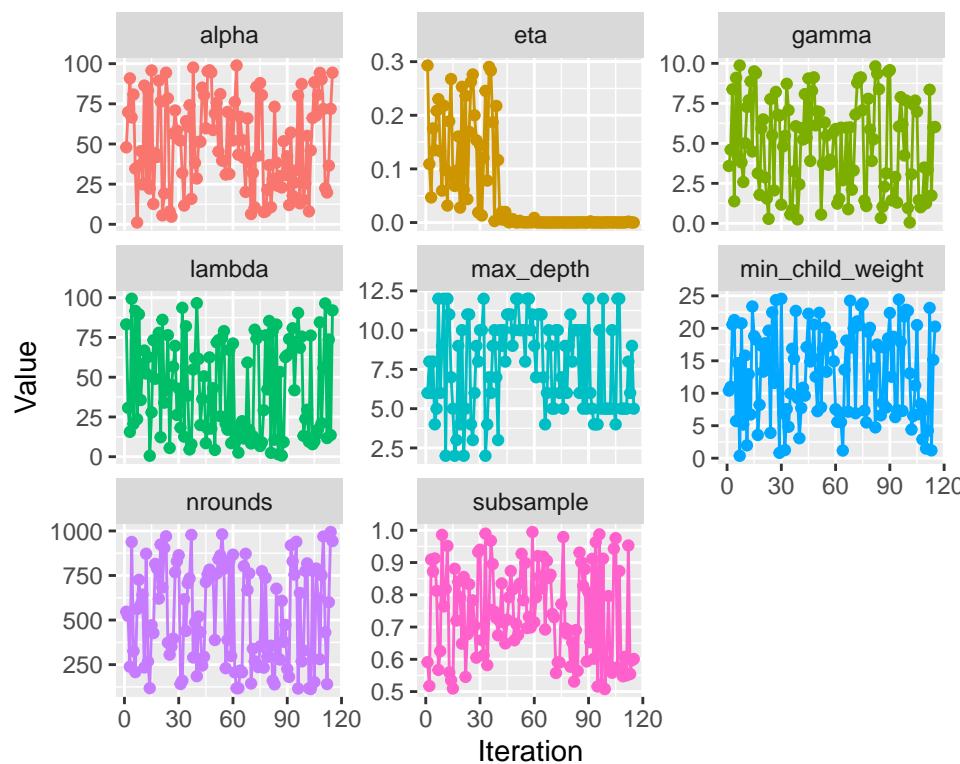 alpha eta gamma
100 0.3 10.0
75 0.2 7.5
50 0.1 5.0
25 0.0 2.5
0 0.0
lambda max_depth min_child_weight
100 12.5 25
75 10.0 20
50 7.5 15
25 5.0 10
0 2.5 5
0
0 30 60 90 120
nrounds subsample
1000 1.0
750 0.9
500 0.8
250 0.7
0.6
0.5
0 30 60 90 120 0 30 60 90 120
Value
Iteration